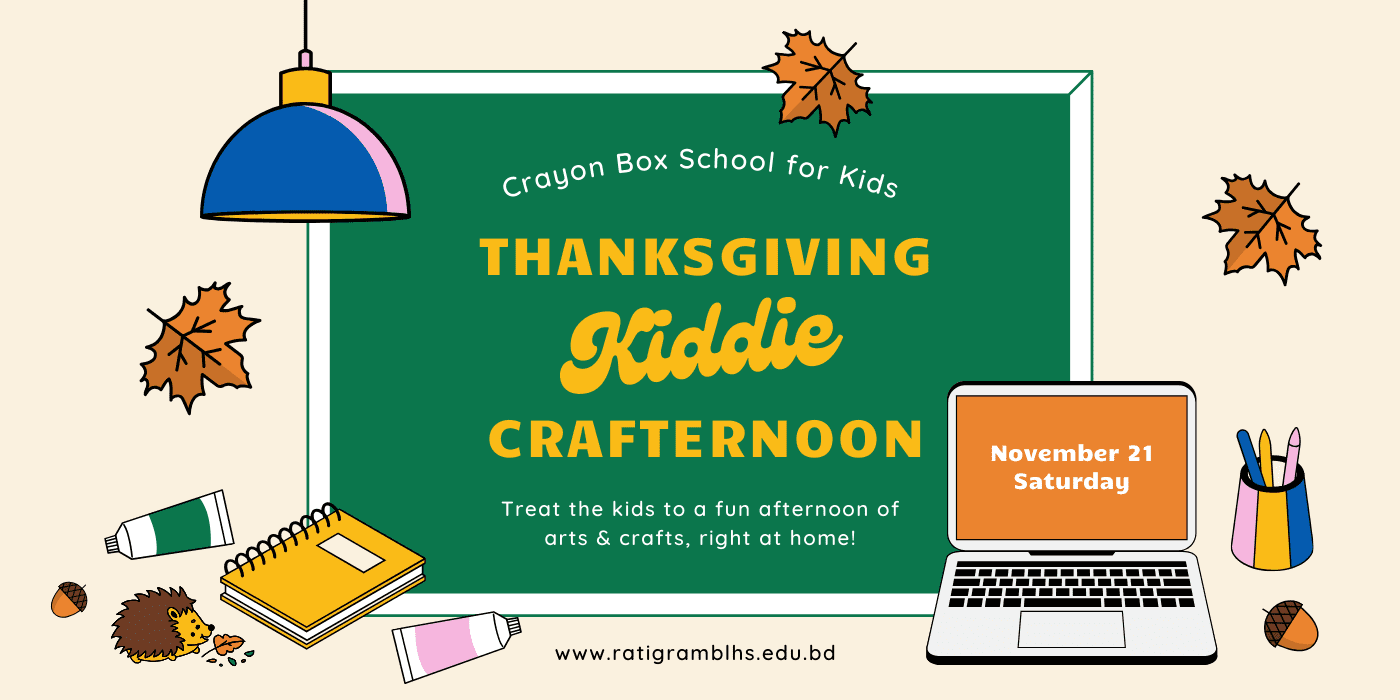 Crayon Box School for Kids
THANKSGIVING
Kiddie
CRAFTERNOON
Treat the kids to a fun afternoon of
arts & crafts, right at home!
November 21
Saturday
www.ratigramblhs.edu.bd